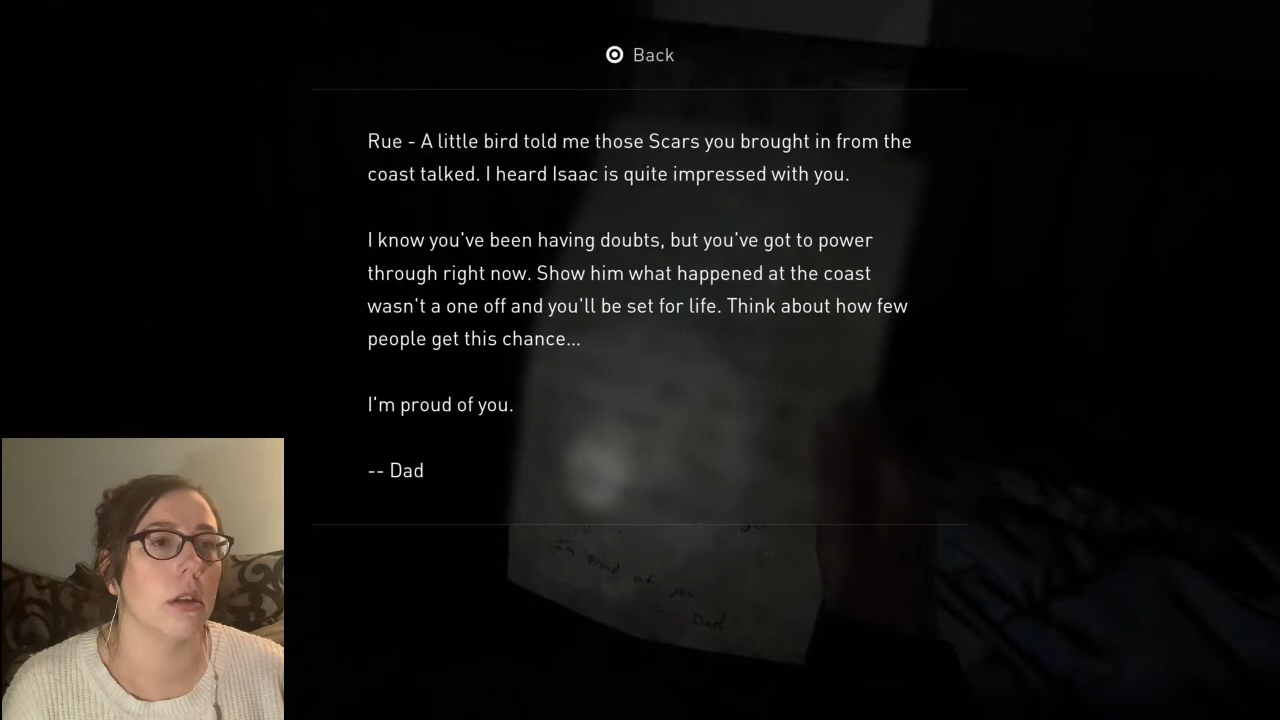 Back
Rue - A little bird told me those Scars you brought in from the
coast talked. I heard Isaac is quite impressed with you.
I know you've been having doubts, but you've got to power
through right now. Show him what happened at the coast
wasn't a one off and you'll be set for life. Think about how few
people get this chance...
I'm proud of you.
-- Dad
Dad